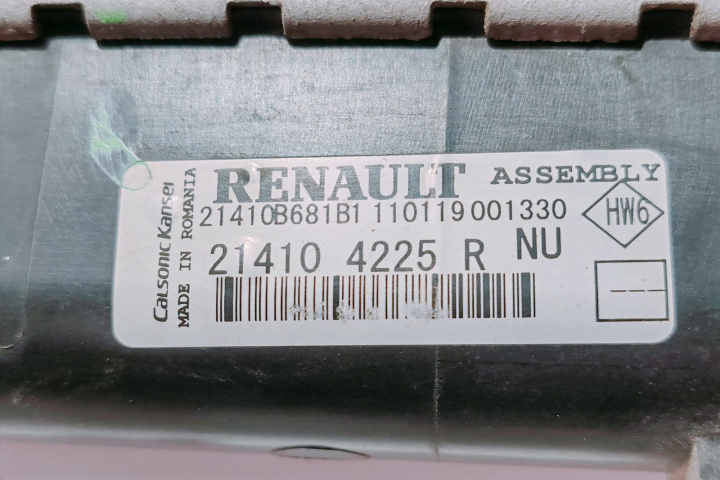 RENAULT ASSEMBLY
21410B681B1 110119 001330
HW6
21410 4225 R NU
Calsonic Kansei
MADE IN ROMANIA